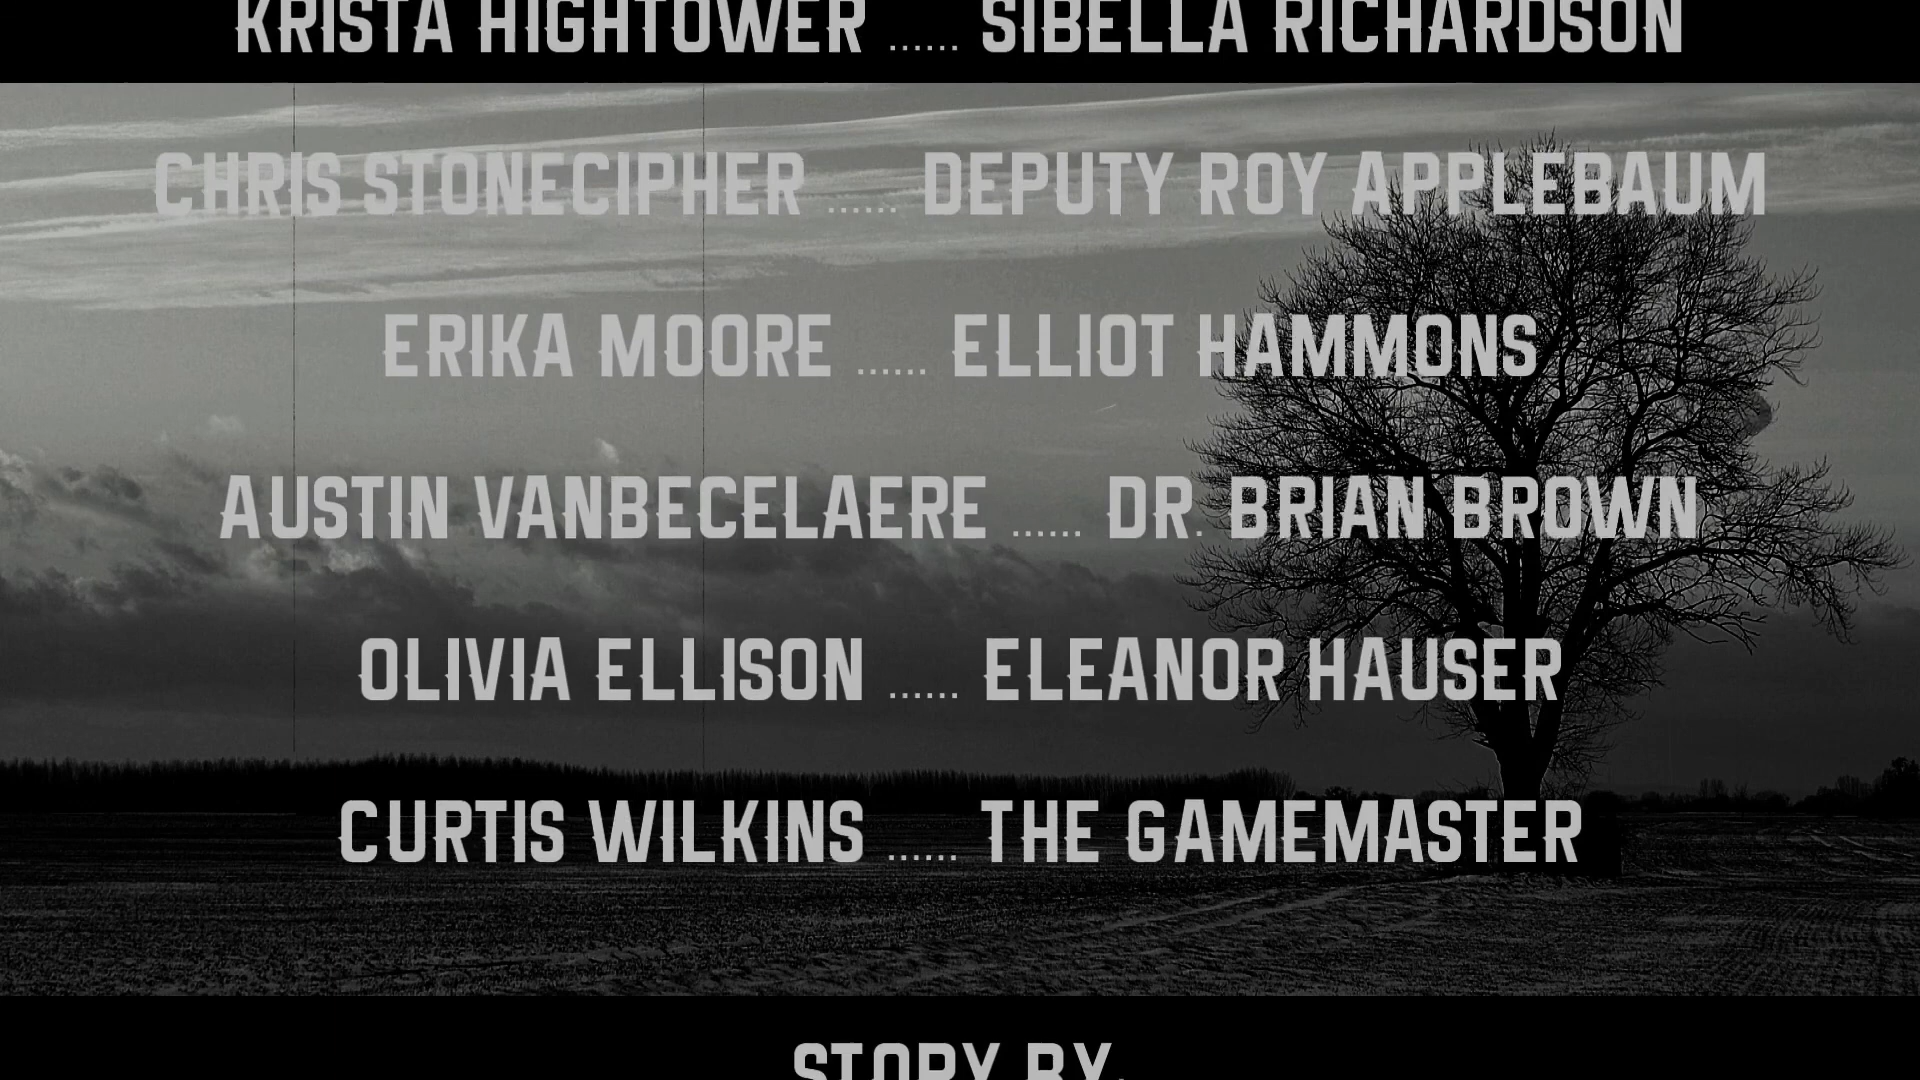 KRISTA HIGHTOWER ...... SIBELLA RICHARDSON
CHRIS STONECIPHER ...... DEPUTY ROY APPLEBAUM
ERIKA MOORE ...... ELLIOT HAMMONS
AUSTIN VANBECELAERE ...... DR. BRIAN BROWN
OLIVIA ELLISON ...... ELEANOR HAUSER
CURTIS WILKINS ...... THE GAMEMASTER
STORY BY: